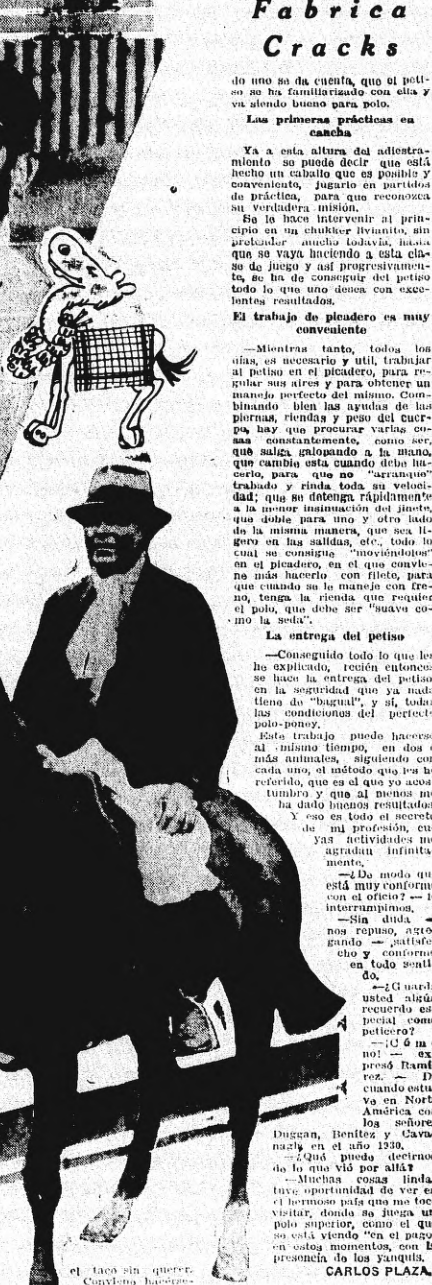 Fabrica
Cracks
do uno se da cuenta, que el peti-
so se ha familiarizado con ella y
va siendo bueno para polo.
Las primeras prácticas en
cancha
Ya a esta altura del adiestra-
miento se puede decir que está
hecho un caballo que es posible y
conveniente, jugarlo en partidos
de práctica, para que reconozca
su verdadera misión.
Se le hace intervenir al prin-
cipio en un chukker livianito, sin
pretender mucho todavía, hasta
que se vaya haciendo a esta cla-
se de juego y así progresivamen-
te, se ha de conseguir del petiso
todo lo que uno desea con exce-
lentes resultados.
El trabajo de picadero es muy
conveniente
—Mientras tanto, todos los
días, es necesario y util, trabajar
al petiso en el picadero, para re-
gular sus aires y para obtener un
manejo perfecto del mismo. Com-
binando bien las ayudas de las
piernas, riendas y peso del cuer-
po, hay que procurar varias co-
sas constantemente, como ser,
que salga galopando a la mano,
que cambie esta cuando debe ha-
cerlo, para que no "arranque"
trabado y rinda toda su veloci-
dad; que se detenga rápidamente
a la menor insinuación del jinete,
que doble para uno y otro lado
de la misma manera, que sea li-
gero en las salidas, etc., todo lo
cual se consigue "moviéndolos"
en el picadero, en el que convie-
ne más hacerlo con filete, para
que cuando se le maneje con fre-
no, tenga la rienda que requier
el polo, que debe ser "suave co-
mo la seda".
La entrega del petiso
—Conseguido todo lo que les
he explicado, recién entonces
se hace la entrega del petiso
en la seguridad que ya nada
tiene de "bagual", y sí, todas
las condiciones del perfecto
polo-poney.
Este trabajo puede hacerse
al mismo tiempo, en dos o
más animales, siguiendo con
cada uno, el método que les he
referido, que es el que yo acos
tumbro y que al menos me
ha dado buenos resultados
Y eso es todo el secreto
de mi profesión, cu-
yas actividades me
agradan infinita-
mente.
—¿De modo que
está muy conforme
con el oficio? — le
interrumpimos.
—Sin duda —
nos repuso, agre-
gando — satisfe-
cho y conforme
en todo senti-
do.
—¿Guarda
usted algún
recuerdo es-
pecial como
peticero?
—¡Cómo
no! — ex-
presó Ramí-
rez. — De
cuando estu-
ve en Norte
América con
los señores
Duggan, Benítez y Cava-
nagh en el año 1930.
—¿Qué puede decirnos
de lo que vió por allá?
—Muchas cosas lindas
tuve oportunidad de ver en
el hermoso país que me tocó
visitar, donde se juega un
polo superior, como el que
se está viendo "en el pago"
en estos momentos, con la
presencia de los yanquis.
CARLOS PLAZA
el taco sin querer.
Conviene hacérse-